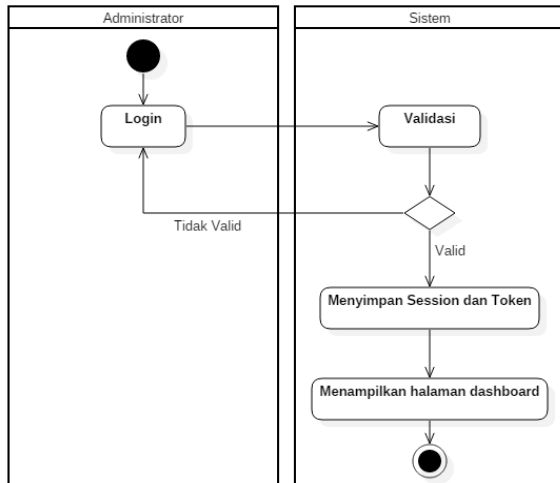 Administrator
Sistem
Login
Validasi
Tidak Valid
Valid
Menyimpan Session dan Token
Menampilkan halaman dashboard